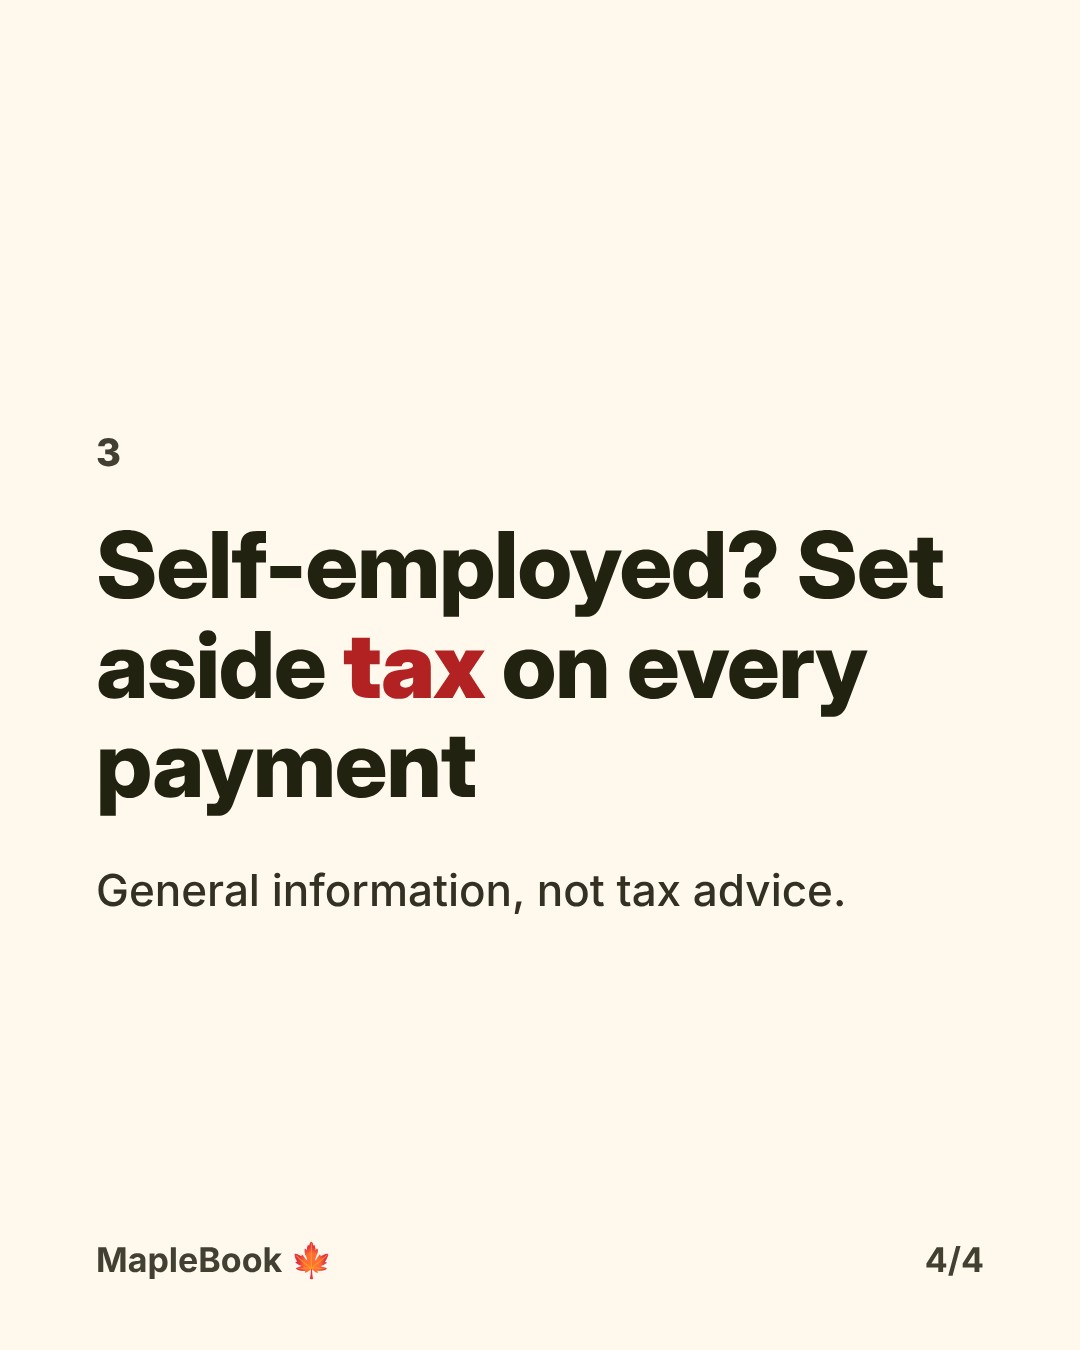 3
Self-employed? Set
aside tax on every
payment
General information, not tax advice.
MapleBook 🍁
4/4